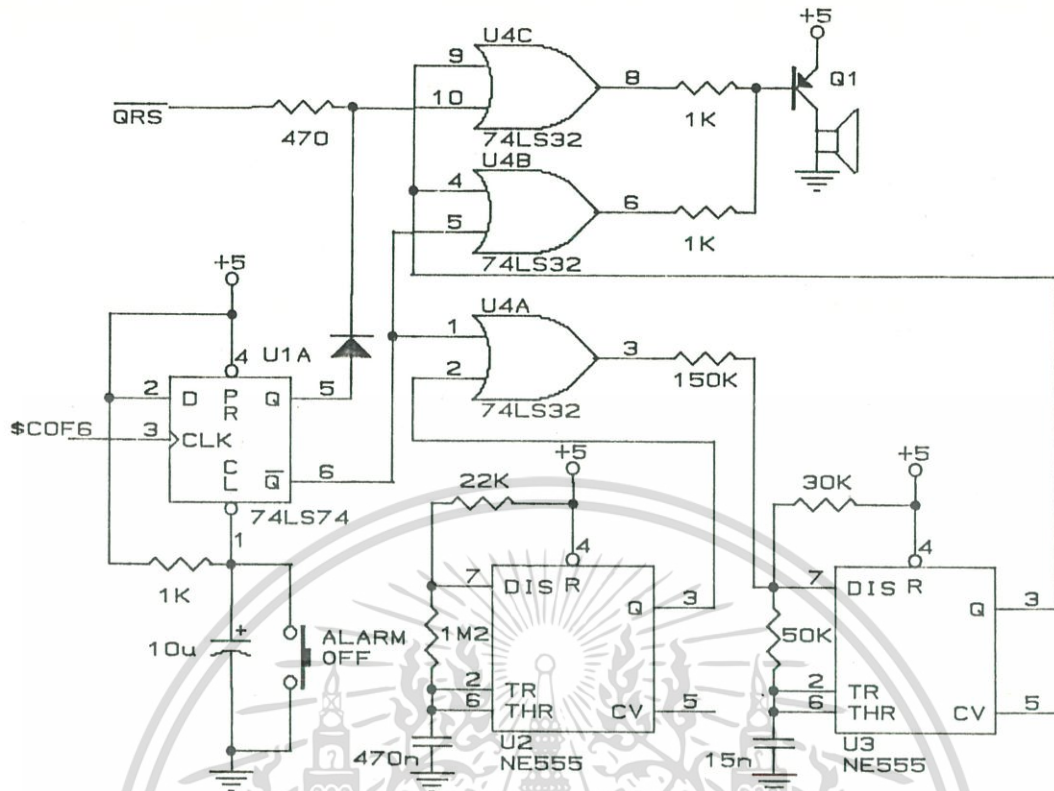 U4C
+5
9
8
Q1
10
1K
QRS
470
74LS32
U4B
4
6
5
1K
74LS32
+5
U4A
1
3
4
U1A
2
150K
2
D
PR
Q
5
74LS32
$COF6
3
CLK
CL
Q
6
+5
+5
22K
30K
74LS74
1
4
4
7
DIS
R
7
DIS
R
1K
Q
3
Q
3
10u
+
ALARM
OFF
1M2
50K
2
TR
2
TR
6
THR
CV
5
6
THR
CV
5
470n
U2
NE555
15n
U3
NE555